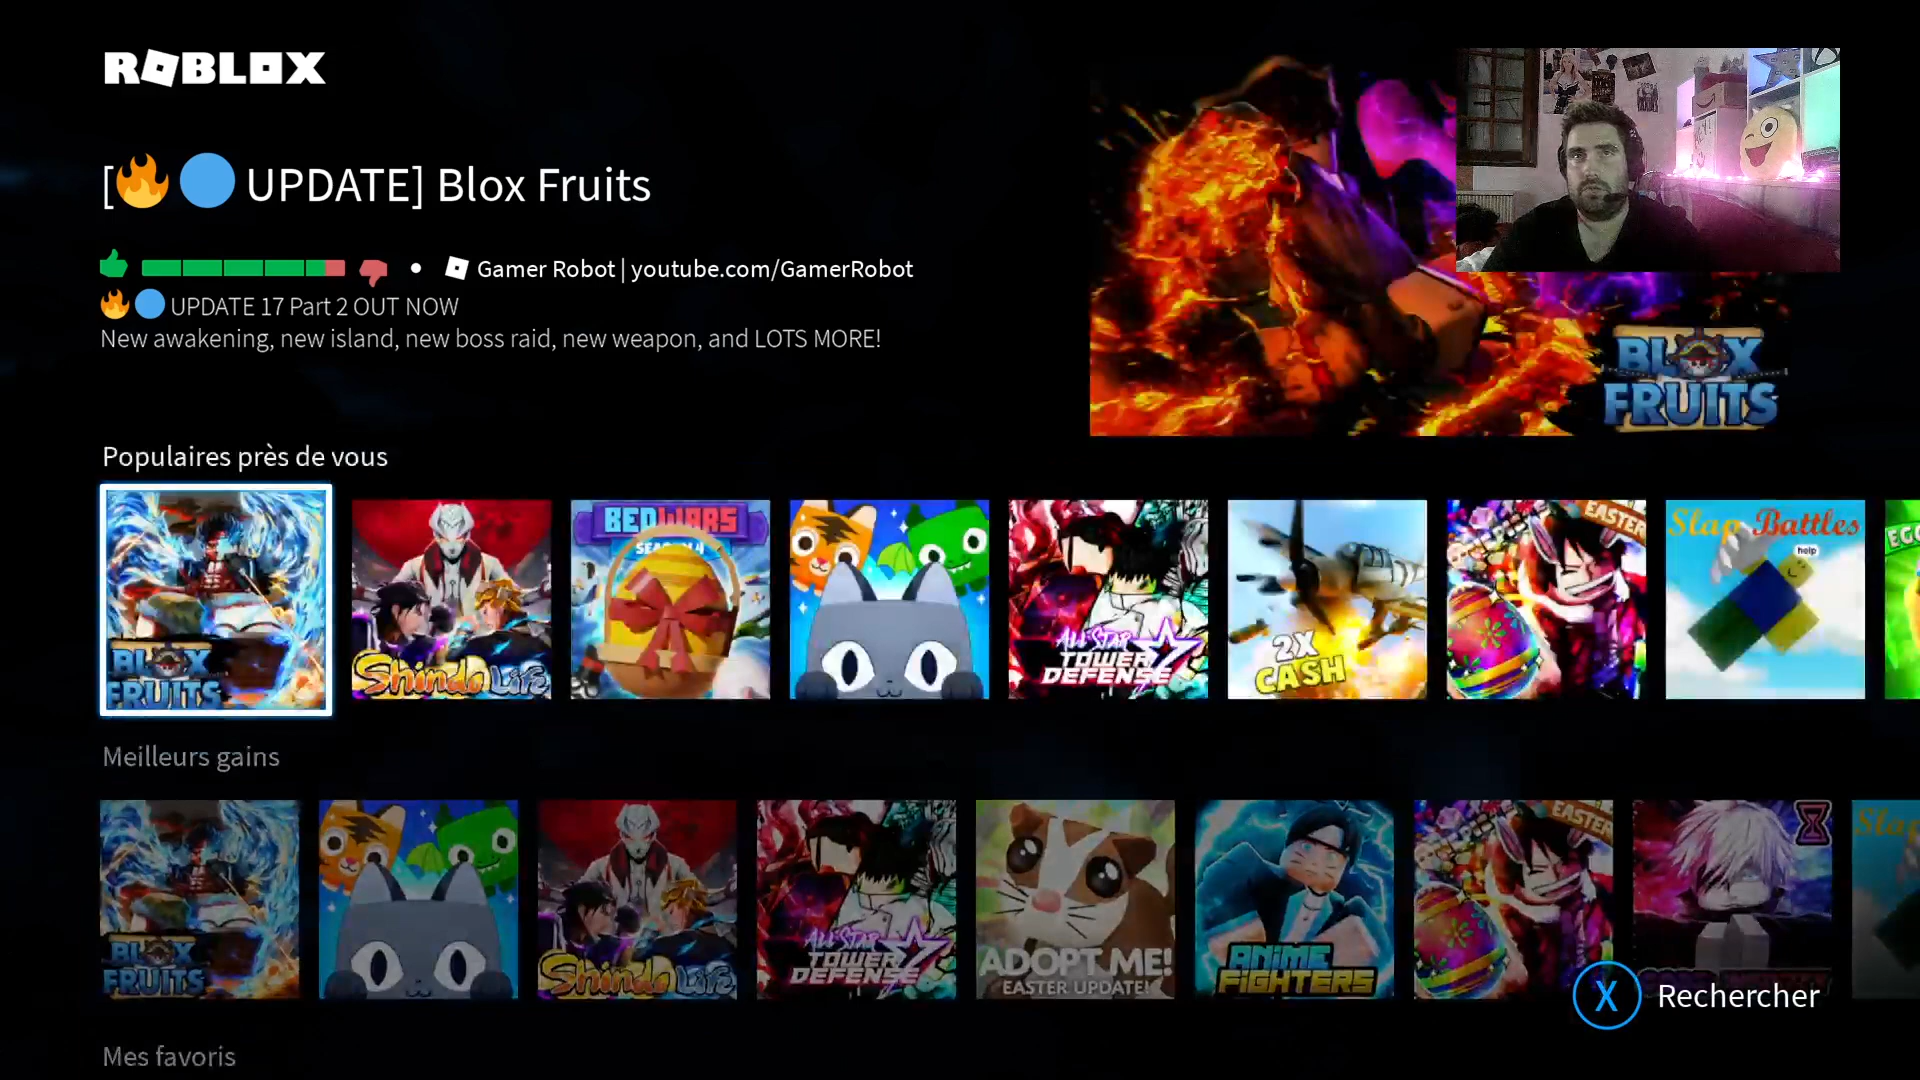 ROBLOX
[🔥🔵 UPDATE] Blox Fruits
Gamer Robot | youtube.com/GamerRobot
🔥🔵 UPDATE 17 Part 2 OUT NOW
New awakening, new island, new boss raid, new weapon, and LOTS MORE!
BLOX
FRUITS
Populaires près de vous
BLOX
FRUITS
Shindo Life
BEDWARS
ALL STAR
TOWER
DEFENSE
2X
CASH
EASTER
Slap Battles
help
Meilleurs gains
BLOX
FRUITS
Shindo Life
ALL STAR
TOWER
DEFENSE
ADOPT ME!
EASTER UPDATE!
ANIME
FIGHTERS
EASTER
X Rechercher
Mes favoris